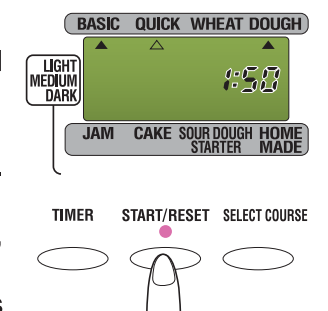 BASIC QUICK WHEAT DOUGH
LIGHT
MEDIUM
DARK
1:50
JAM CAKE SOUR DOUGH STARTER HOME MADE
TIMER START/RESET SELECT COURSE